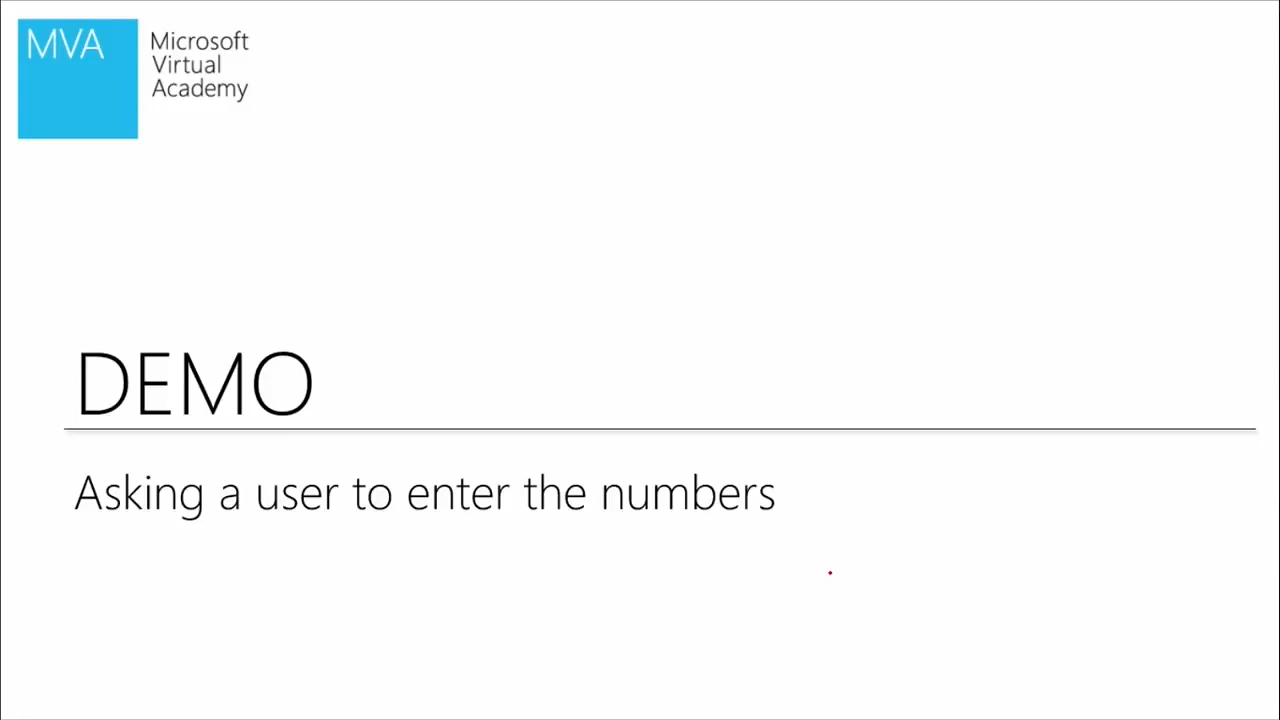 MVA
Microsoft
Virtual
Academy
DEMO
Asking a user to enter the numbers